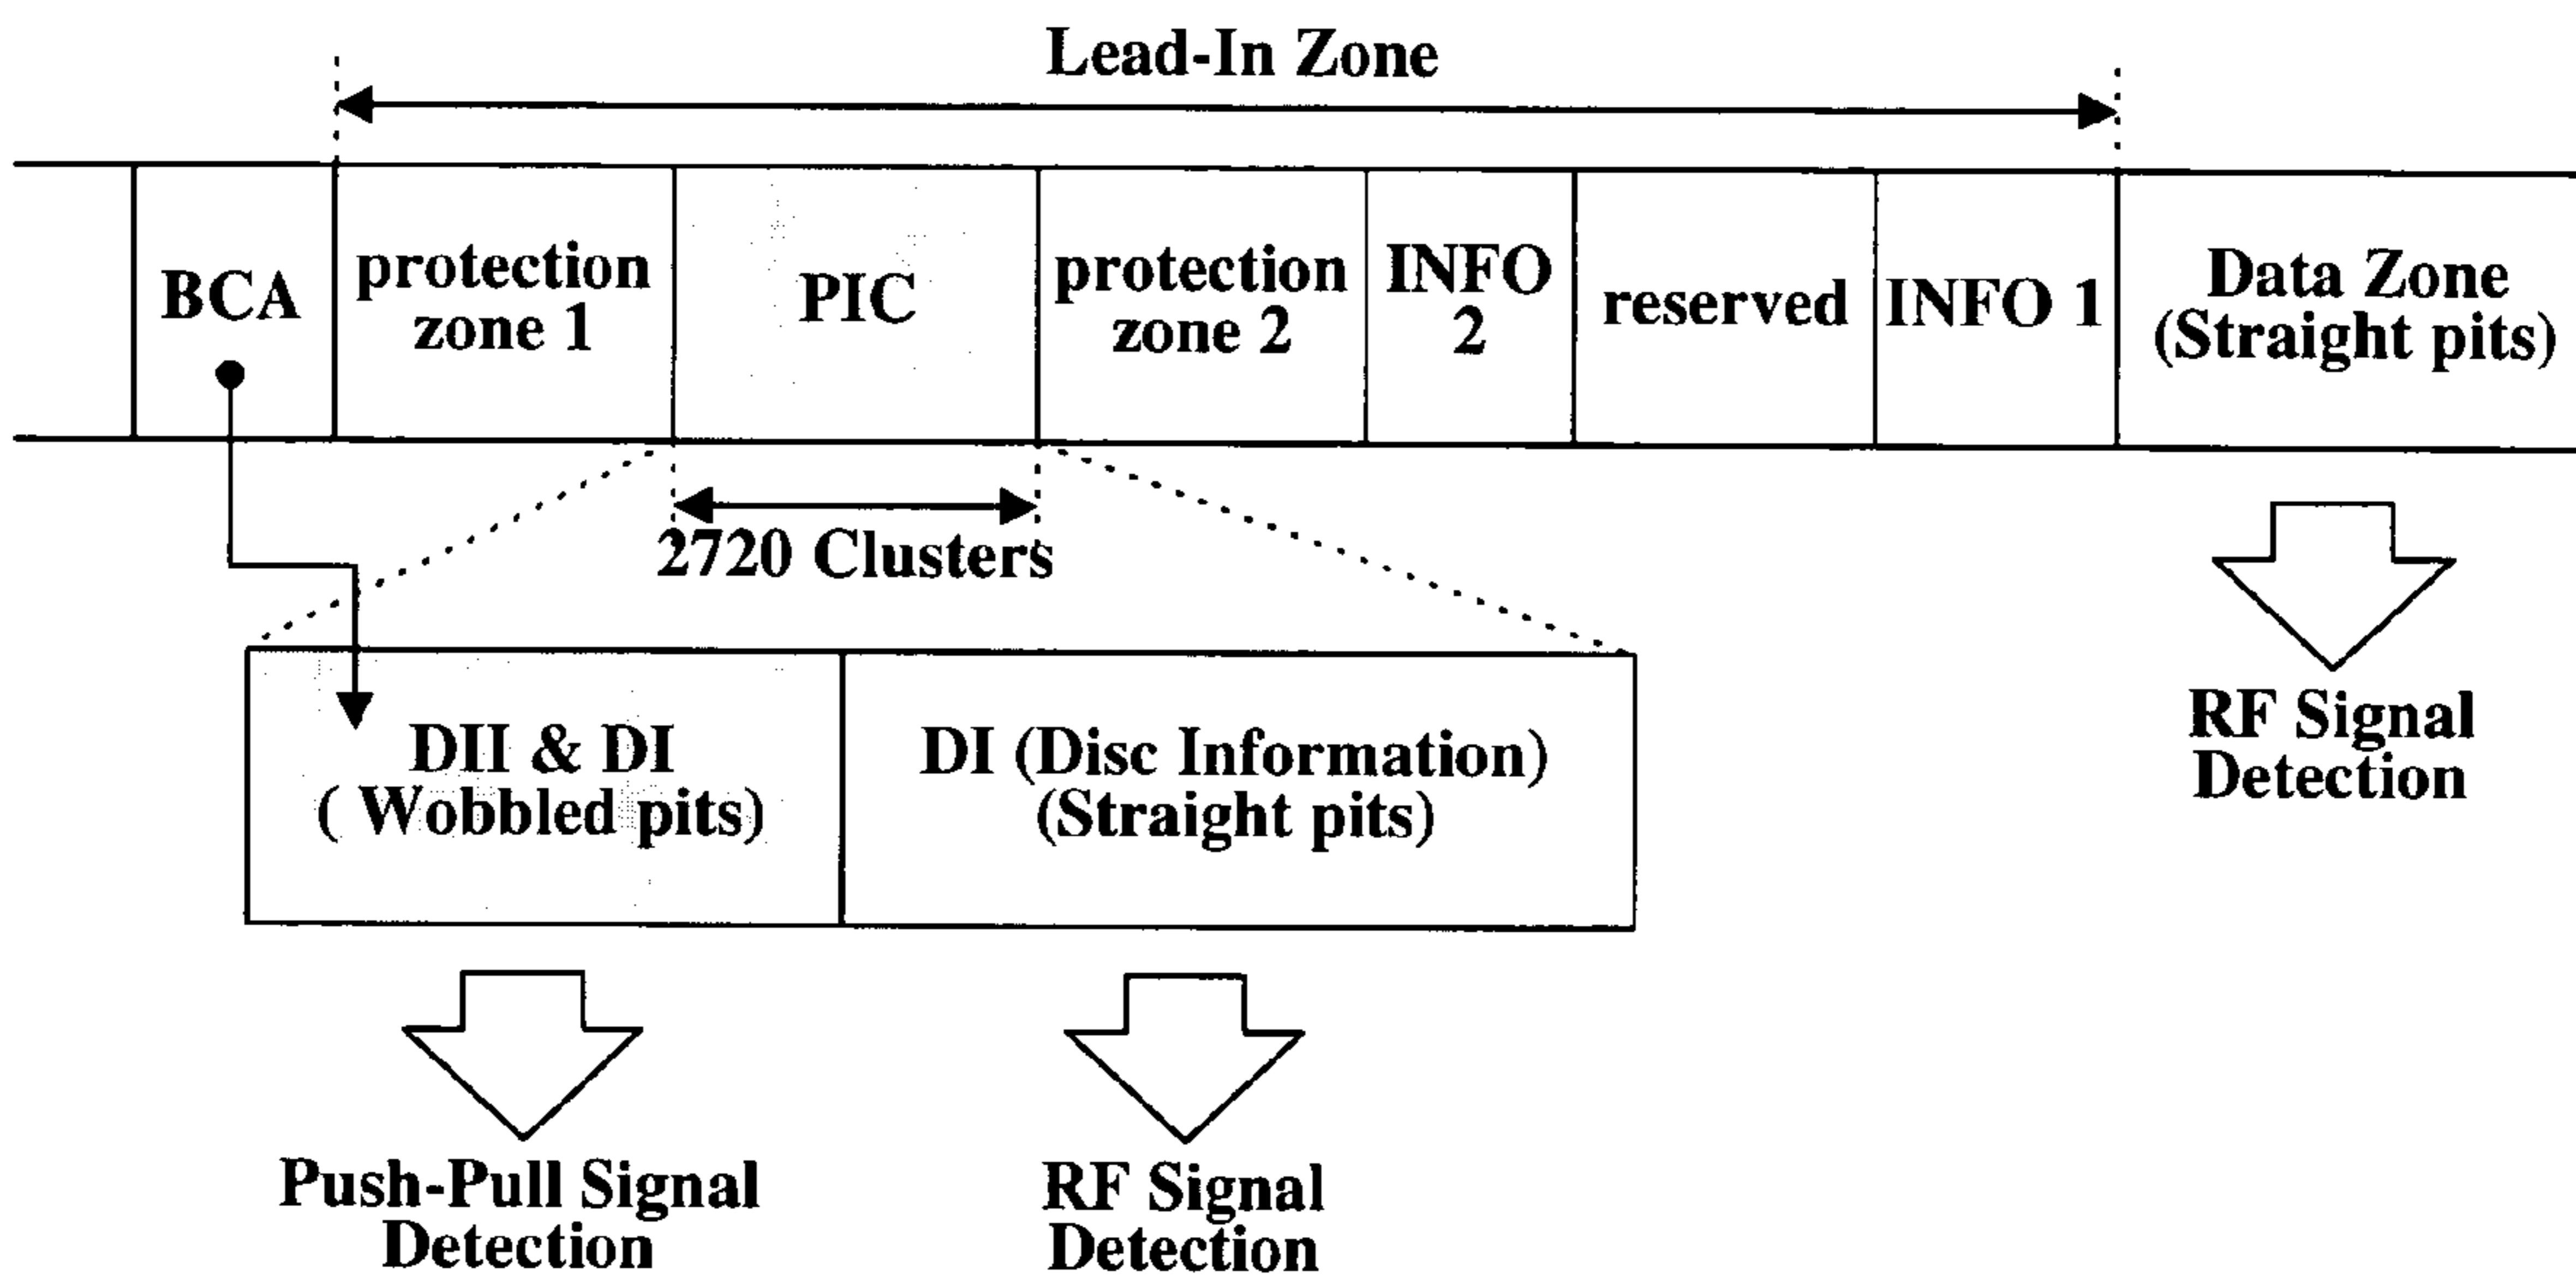 Lead-In Zone
BCA
protection
zone 1
PIC
protection
zone 2
INFO
2
reserved
INFO 1
Data Zone
(Straight pits)
2720 Clusters
DII & DI
( Wobbled pits)
DI (Disc Information)
(Straight pits)
RF Signal
Detection
Push-Pull Signal
Detection
RF Signal
Detection